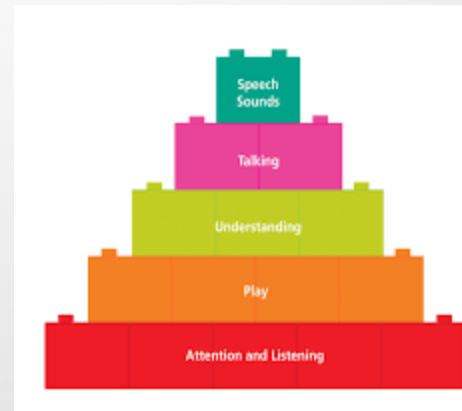 Speech
Sounds
Talking
Understanding
Play
Attention and Listening